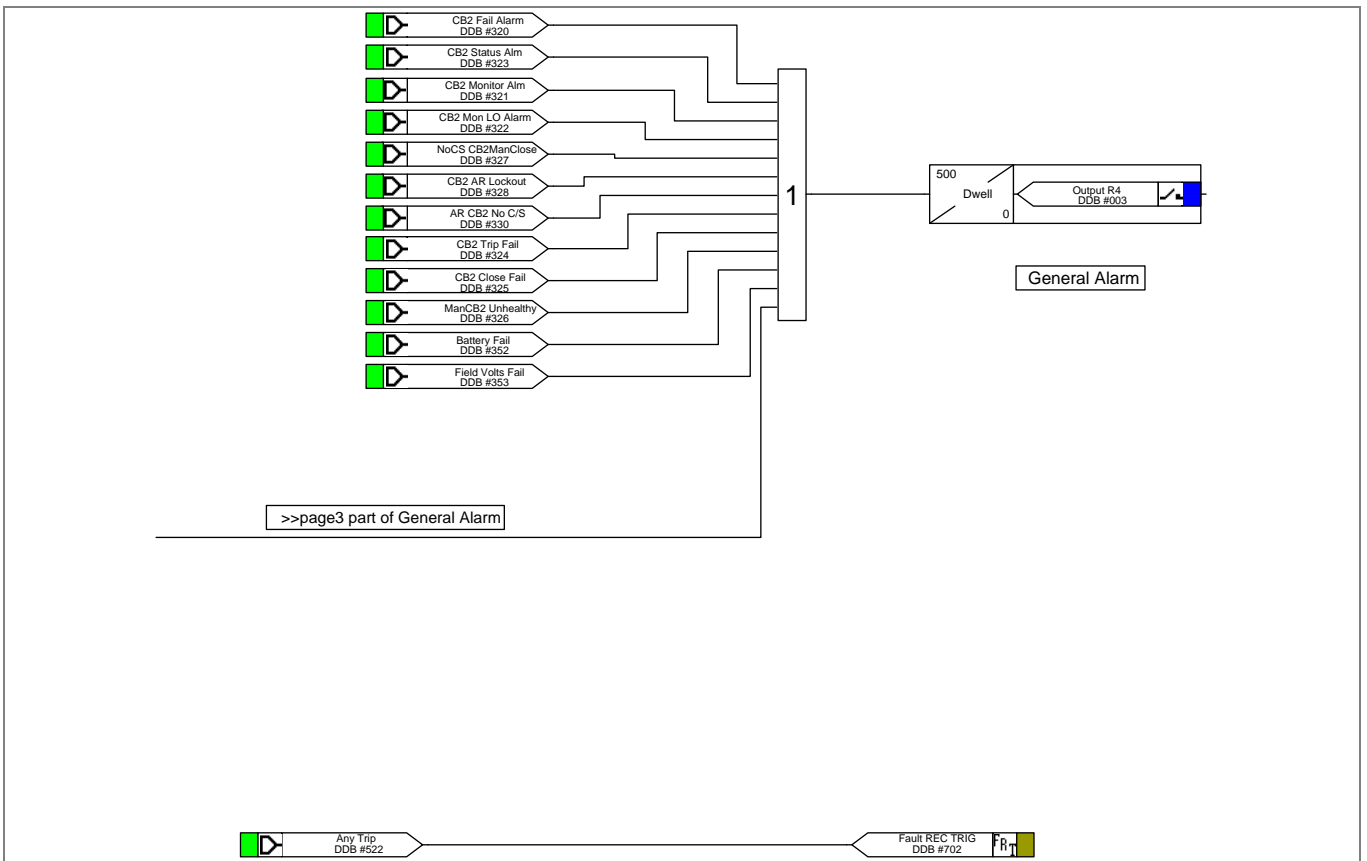 CB2 Fail Alarm
DDB #320
CB2 Status Alm
DDB #323
CB2 Monitor Alm
DDB #321
CB2 Mon LO Alarm
DDB #322
NoCS CB2ManClose
DDB #327
CB2 AR Lockout
DDB #328
AR CB2 No C/S
DDB #330
CB2 Trip Fail
DDB #324
CB2 Close Fail
DDB #325
ManCB2 Unhealthy
DDB #326
Battery Fail
DDB #352
Field Volts Fail
DDB #353
1
500
Dwell
0
Output R4
DDB #003
General Alarm
>>page3 part of General Alarm
Any Trip
DDB #522
Fault REC TRIG
DDB #702
FRT